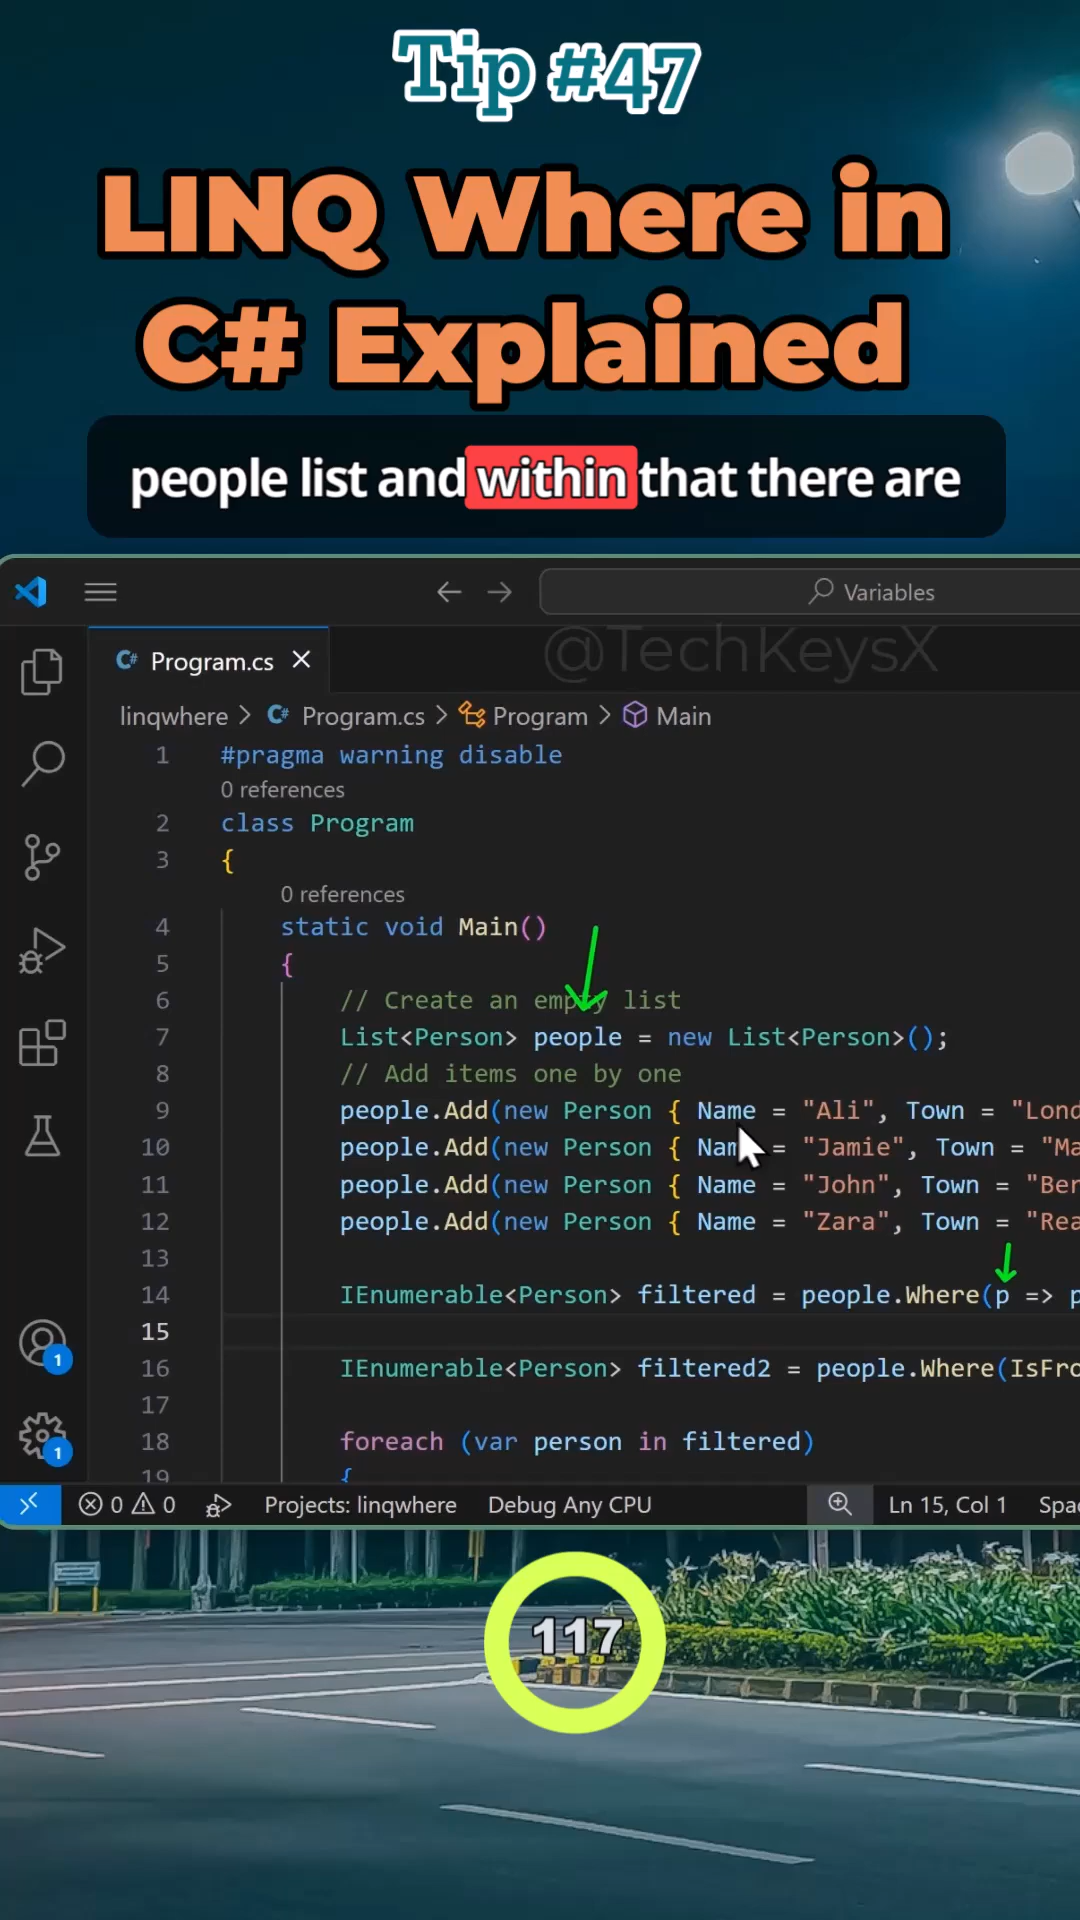 Tip #47
LINQ Where in
C# Explained
people list and within that there are
Variables
@TechKeysX
C# Program.cs
linqwhere > C# Program.cs > Program > Main
1 #pragma warning disable
0 references
2 class Program
3 {
0 references
4 static void Main()
5 {
6 // Create an empty list
7 List<Person> people = new List<Person>();
8 // Add items one by one
9 people.Add(new Person { Name = "Ali", Town = "Lond
10 people.Add(new Person { Name = "Jamie", Town = "Ma
11 people.Add(new Person { Name = "John", Town = "Ber
12 people.Add(new Person { Name = "Zara", Town = "Rea
13
14 IEnumerable<Person> filtered = people.Where(p => p
15
16 IEnumerable<Person> filtered2 = people.Where(IsFro
17
18 foreach (var person in filtered)
19 {
1
1
0 0 Projects: linqwhere Debug Any CPU Ln 15, Col 1 Spac
117